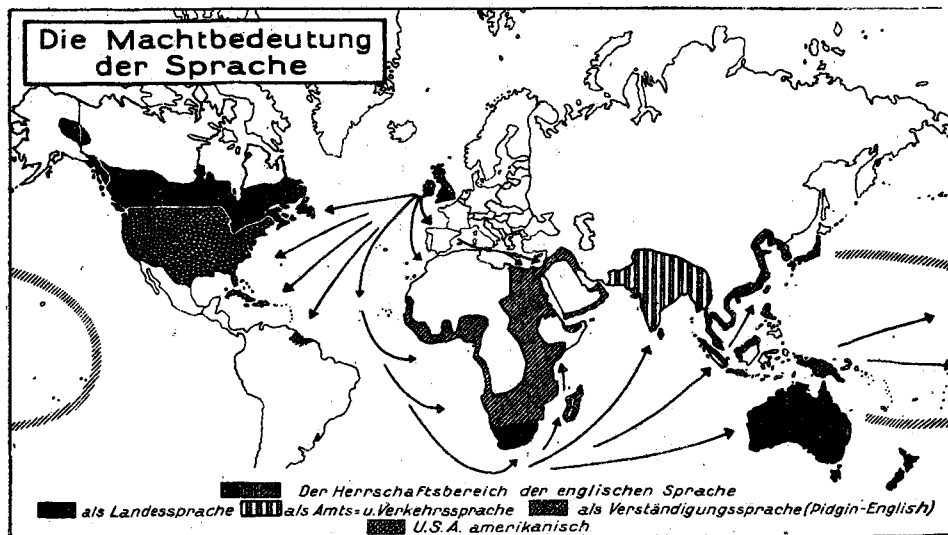 Die Machtbedeutung
der Sprache
Der Herrschaftsbereich der englischen Sprache
als Landessprache als Amts= u. Verkehrssprache als Verständigungssprache (Pidgin-English)
U.S.A. amerikanisch